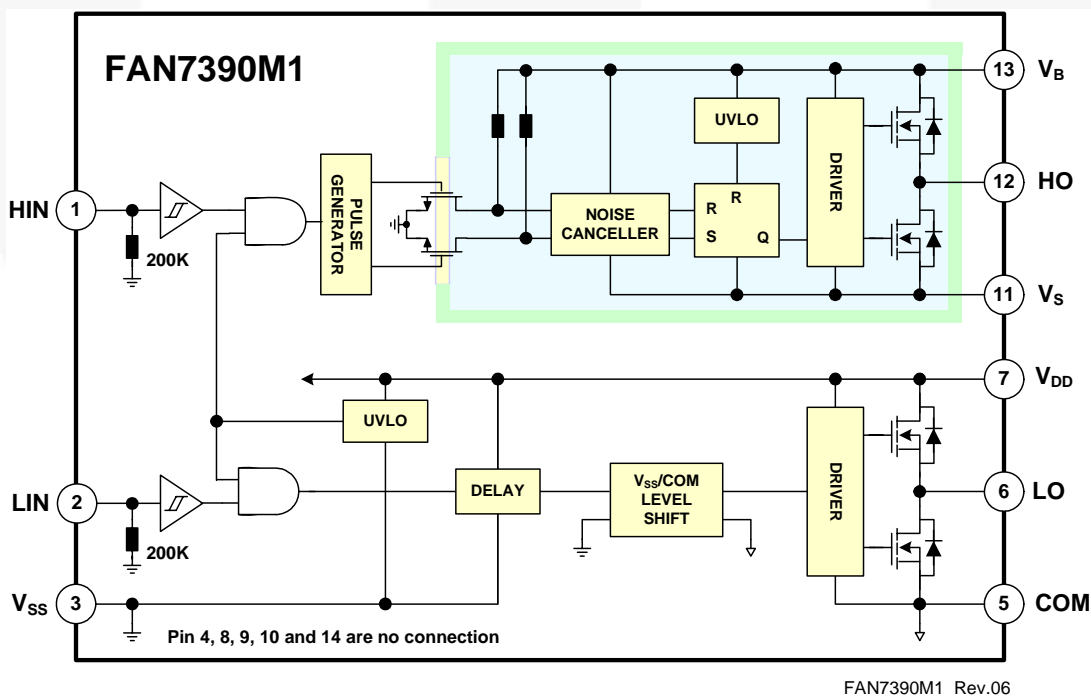 FAN7390M1
13 V_B
UVLO
DRIVER
HIN 1
PULSE
GENERATOR
NOISE
CANCELLER
R
R
S
Q
12 HO
200K
11 V_S
7 V_DD
UVLO
LIN 2
DELAY
V_SS/COM
LEVEL
SHIFT
DRIVER
6 LO
200K
V_SS 3
5 COM
Pin 4, 8, 9, 10 and 14 are no connection
FAN7390M1 Rev.06